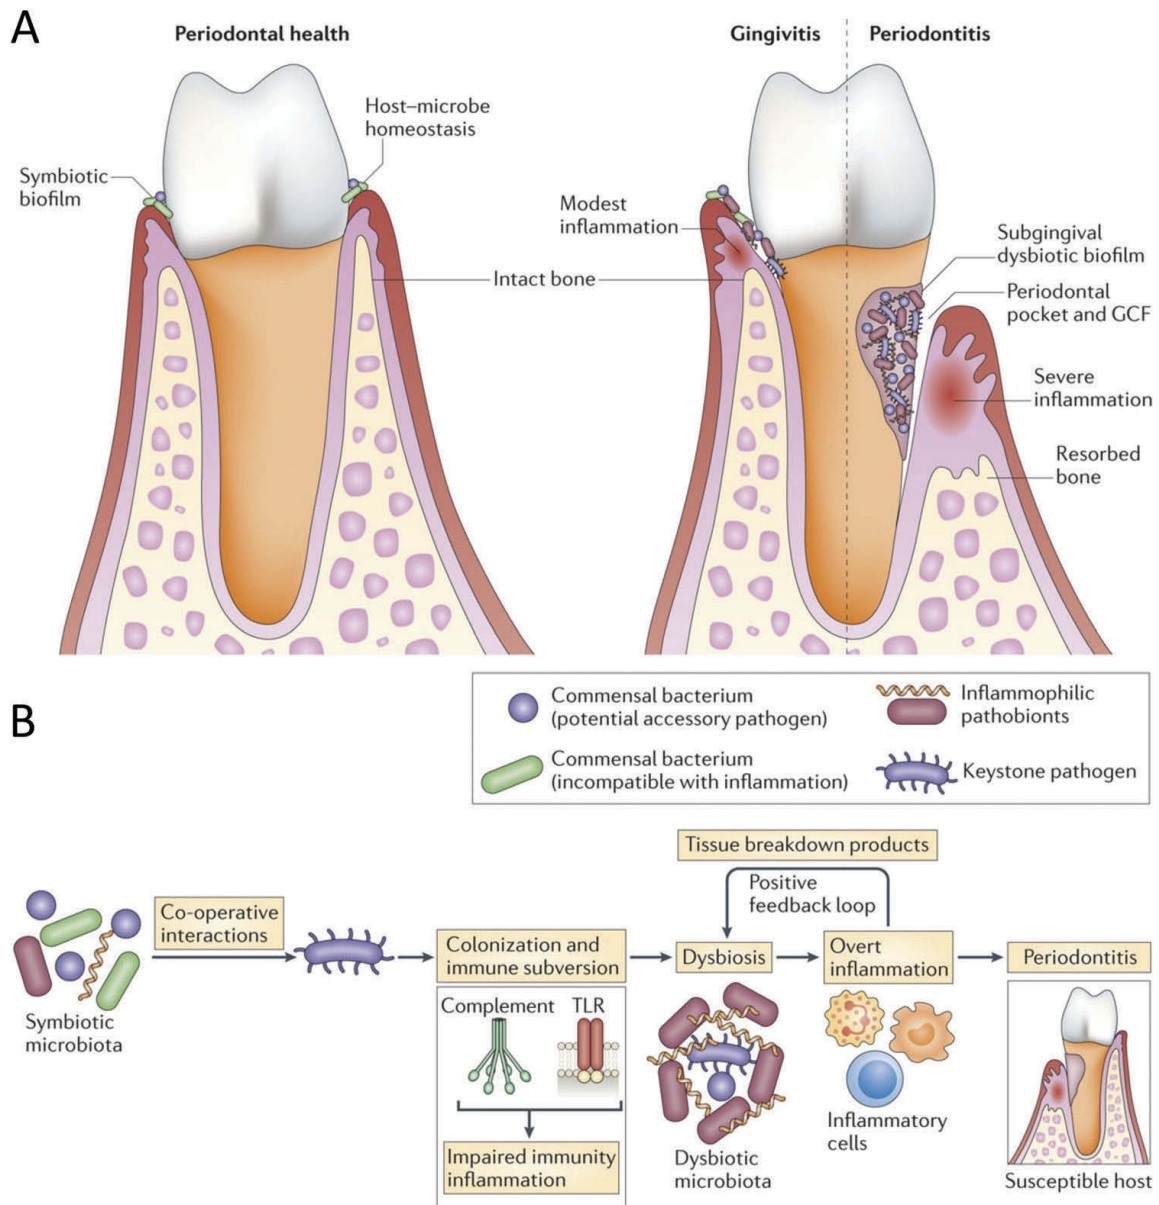 A
Periodontal health
Gingivitis
Periodontitis
Host–microbe
homeostasis
Symbiotic
biofilm
Intact bone
Modest
inflammation
Subgingival
dysbiotic biofilm
Periodontal
pocket and GCF
Severe
inflammation
Resorbed
bone
B
Commensal bacterium
(potential accessory pathogen)
Inflammophilic
pathobionts
Commensal bacterium
(incompatible with inflammation)
Keystone pathogen
Tissue breakdown products
Positive
feedback loop
Co-operative
interactions
Colonization and
immune subversion
Dysbiosis
Overt
inflammation
Periodontitis
Symbiotic
microbiota
Complement
TLR
Impaired immunity
inflammation
Dysbiotic
microbiota
Inflammatory
cells
Susceptible host